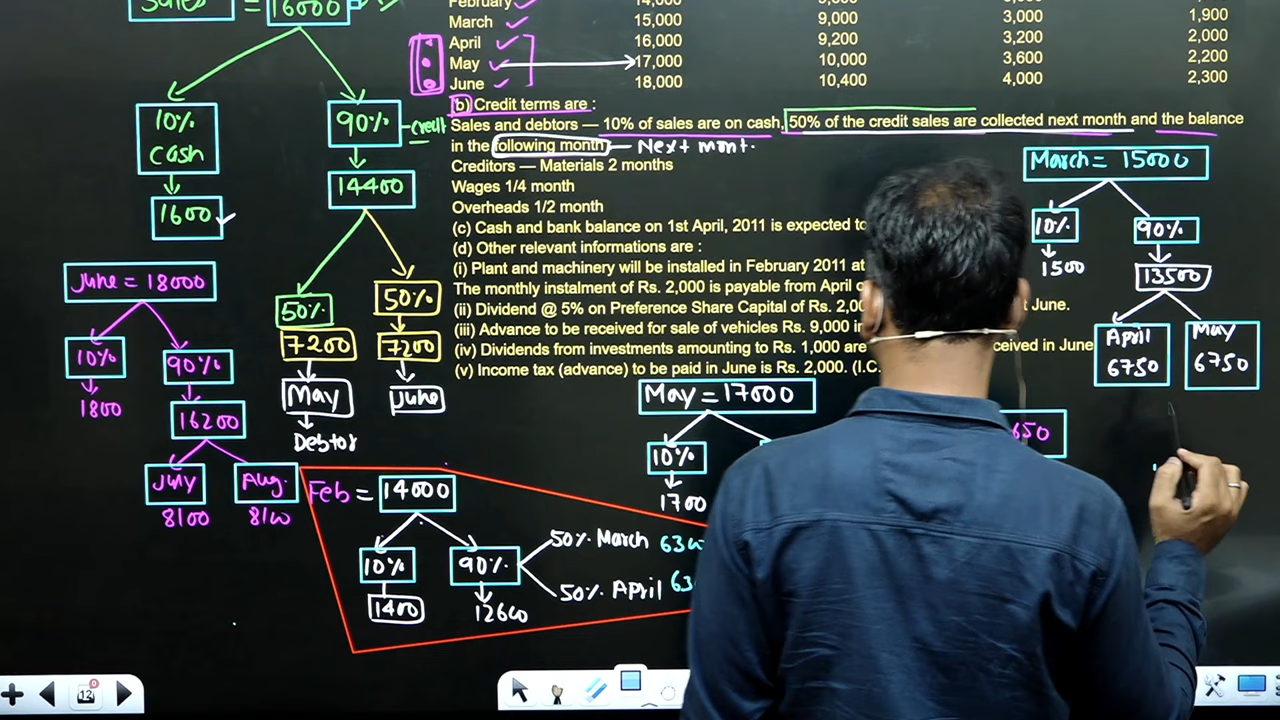 Sales = 16000
10% cash
1600
90% credit
14400
50% 7200 May Debtor
50% 7200 June
June = 18000
10% 1800
90% 16200
July 8100
Aug. 8100
February 14,000
March 15,000 9,000 3,000 1,900
April 16,000 9,200 3,200 2,000
May 17,000 10,000 3,600 2,200
June 18,000 10,400 4,000 2,300
b) Credit terms are :
Sales and debtors — 10% of sales are on cash, 50% of the credit sales are collected next month and the balance
in the following month — Next mont.
Creditors — Materials 2 months
Wages 1/4 month
Overheads 1/2 month
(c) Cash and bank balance on 1st April, 2011 is expected to
(d) Other relevant informations are :
(i) Plant and machinery will be installed in February 2011 at
The monthly instalment of Rs. 2,000 is payable from April
(ii) Dividend @ 5% on Preference Share Capital of Rs. June.
(iii) Advance to be received for sale of vehicles Rs. 9,000
(iv) Dividends from investments amounting to Rs. 1,000 are in June
(v) Income tax (advance) to be paid in June is Rs. 2,000. (I.C.
March = 15000
10% 1500
90% 13500
April 6750
May 6750
May = 17000
10% 1700
650
Feb = 14000
10% 1400
90% 12600
50% March
50% April
12